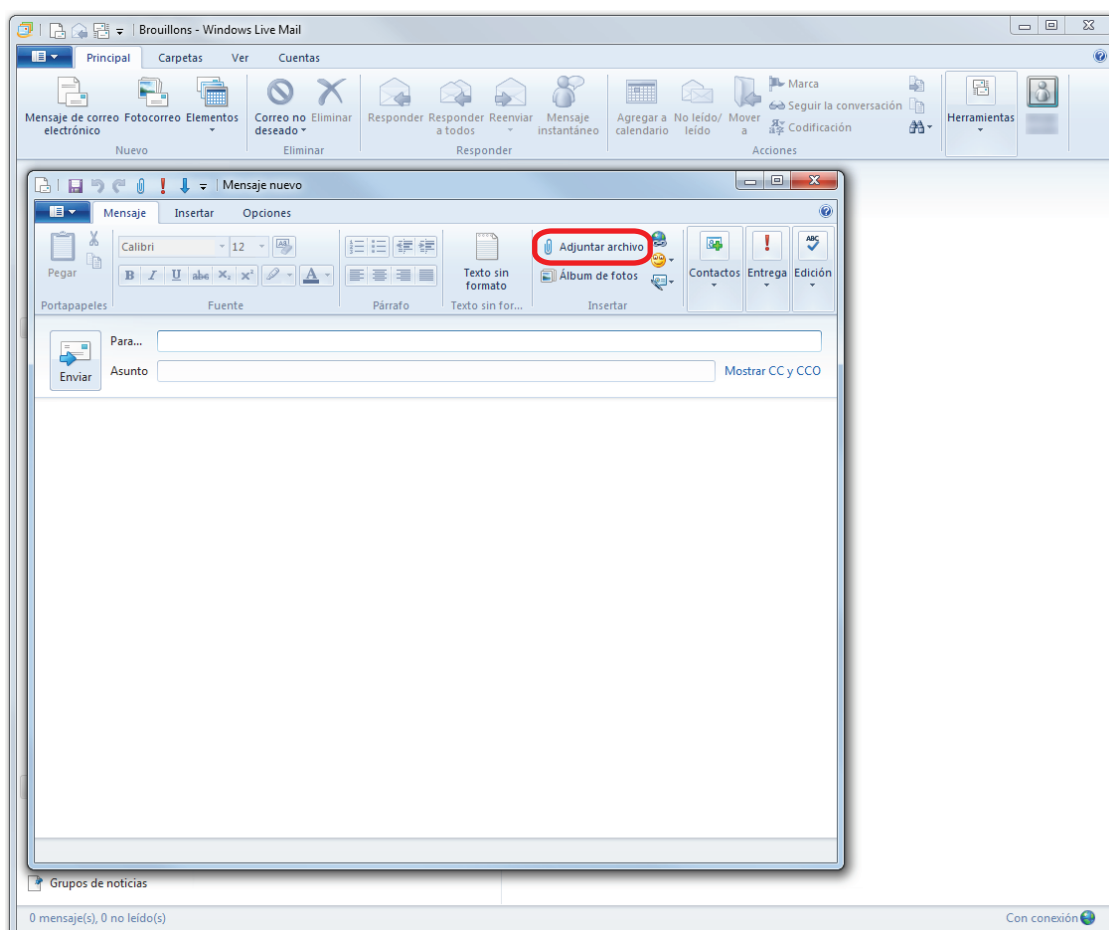 Brouillons - Windows Live Mail
Principal Carpetas Ver Cuentas
Mensaje de correo electrónico
Fotocorreo
Elementos
Correo no deseado
Eliminar
Responder
Responder a todos
Reenviar
Mensaje instantáneo
Agregar a calendario
No leído/ leído
Mover a
Marca
Seguir la conversación
Codificación
Herramientas
Nuevo Eliminar Responder Acciones
Mensaje nuevo
Mensaje Insertar Opciones
Pegar
Calibri 12
B I U abc X₂ x² A
Texto sin formato
Adjuntar archivo
Álbum de fotos
Contactos
Entrega
ABC
Edición
Portapapeles Fuente Párrafo Texto sin for... Insertar
Enviar
Para...
Asunto
Mostrar CC y CCO
Grupos de noticias
0 mensaje(s), 0 no leído(s)
Con conexión